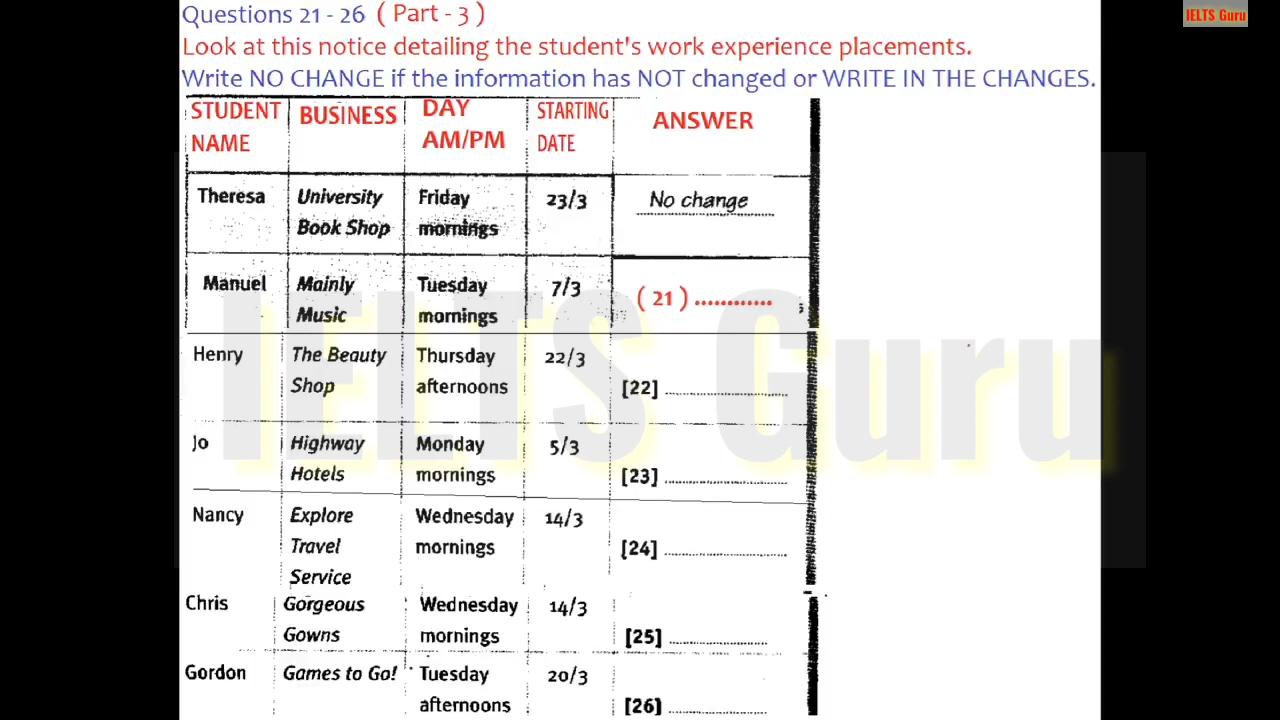 Questions 21 - 26 ( Part - 3 )
IELTS Guru
Look at this notice detailing the student's work experience placements.
Write NO CHANGE if the information has NOT changed or WRITE IN THE CHANGES.
STUDENT NAME BUSINESS DAY AM/PM STARTING DATE ANSWER
Theresa University Friday 23/3 No change
Book Shop mornings
Manuel Mainly Tuesday 7/3 ( 21 ) ............
Music mornings
Henry The Beauty Thursday 22/3
Shop afternoons [22] ............
Jo Highway Monday 5/3
Hotels mornings [23] ............
Nancy Explore Wednesday 14/3
Travel mornings [24] ............
Service
Chris Gorgeous Wednesday 14/3
Gowns mornings [25] ............
Gordon Games to Go! Tuesday 20/3
afternoons [26] ............
IELTS Guru